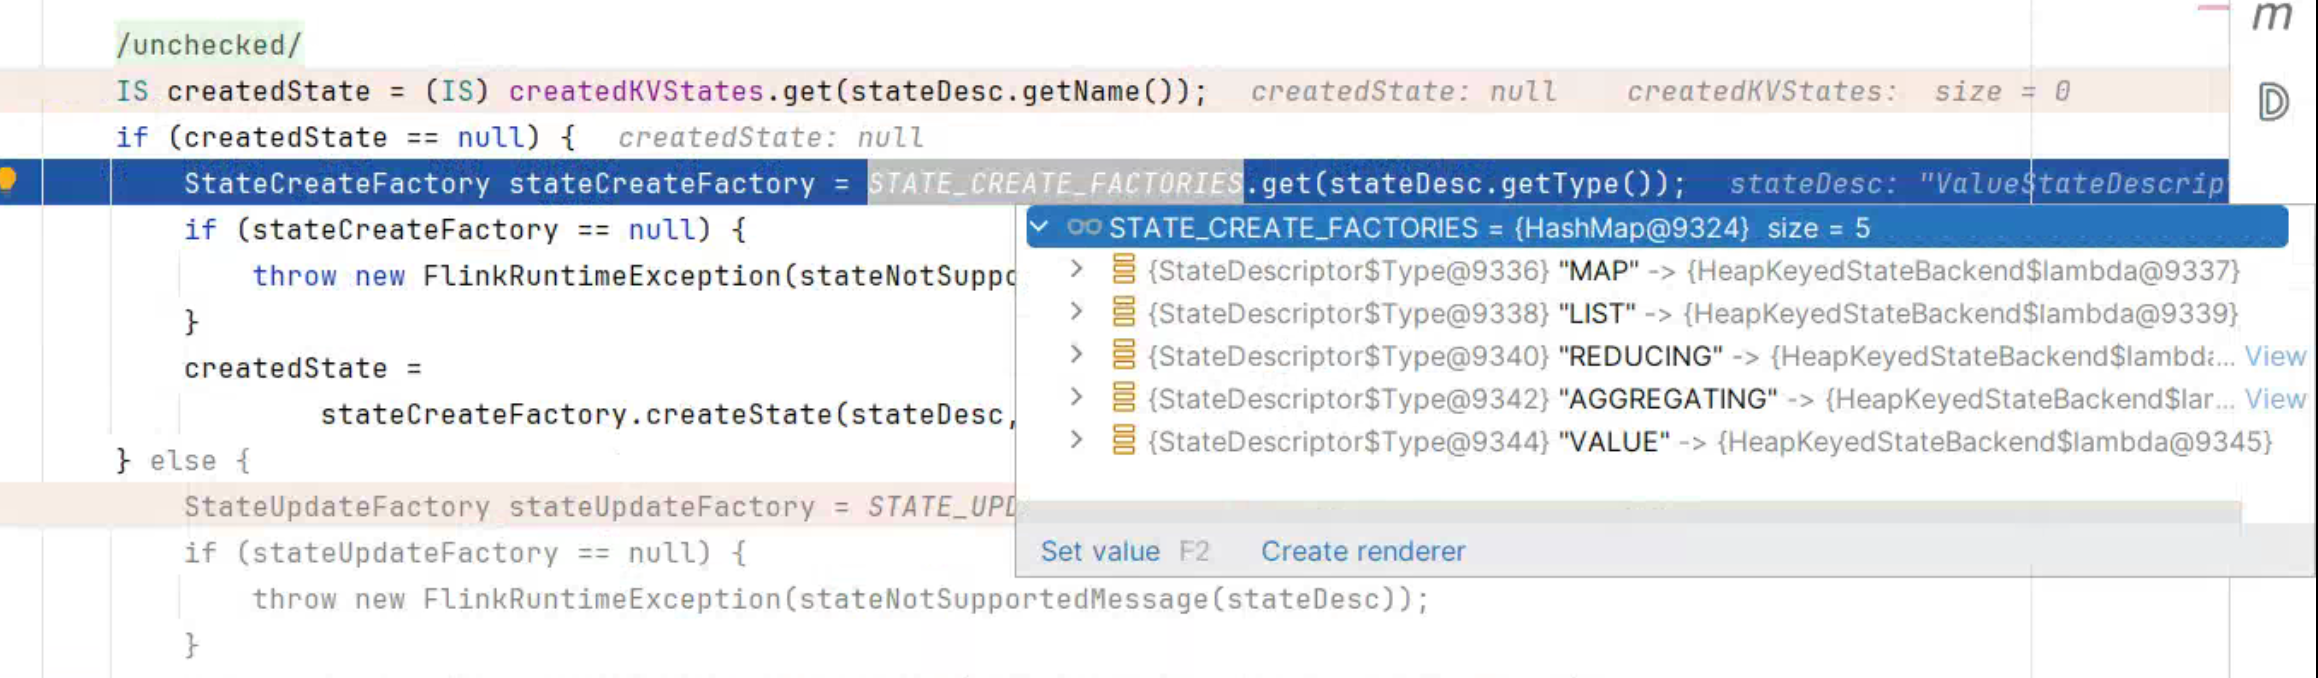 /unchecked/
IS createdState = (IS) createdKVStates.get(stateDesc.getName()); createdState: null createdKVStates: size = 0
if (createdState == null) { createdState: null
StateCreateFactory stateCreateFactory = STATE_CREATE_FACTORIES.get(stateDesc.getType()); stateDesc: "ValueStateDescrip
if (stateCreateFactory == null) {
throw new FlinkRuntimeException(stateNotSuppo
}
createdState =
stateCreateFactory.createState(stateDesc,
} else {
StateUpdateFactory stateUpdateFactory = STATE_UPD
if (stateUpdateFactory == null) {
throw new FlinkRuntimeException(stateNotSupportedMessage(stateDesc));
}
STATE_CREATE_FACTORIES = {HashMap@9324} size = 5
{StateDescriptor$Type@9336} "MAP" -> {HeapKeyedStateBackend$lambda@9337}
{StateDescriptor$Type@9338} "LIST" -> {HeapKeyedStateBackend$lambda@9339}
{StateDescriptor$Type@9340} "REDUCING" -> {HeapKeyedStateBackend$lambda... View
{StateDescriptor$Type@9342} "AGGREGATING" -> {HeapKeyedStateBackend$lar... View
{StateDescriptor$Type@9344} "VALUE" -> {HeapKeyedStateBackend$lambda@9345}
Set value F2 Create renderer
m
D